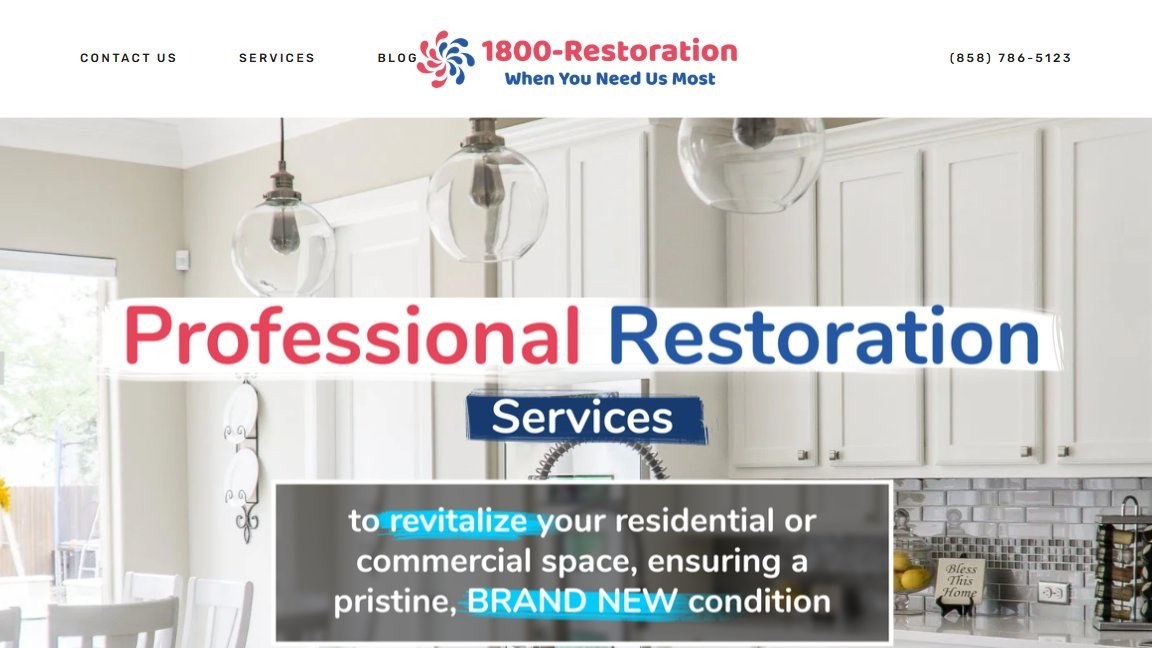 CONTACT US
SERVICES
BLOG
1800-Restoration
When You Need Us Most
(858) 786-5123
Professional Restoration
Services
to revitalize your residential or
commercial space, ensuring a
pristine, BRAND NEW condition
Bless
This
Home